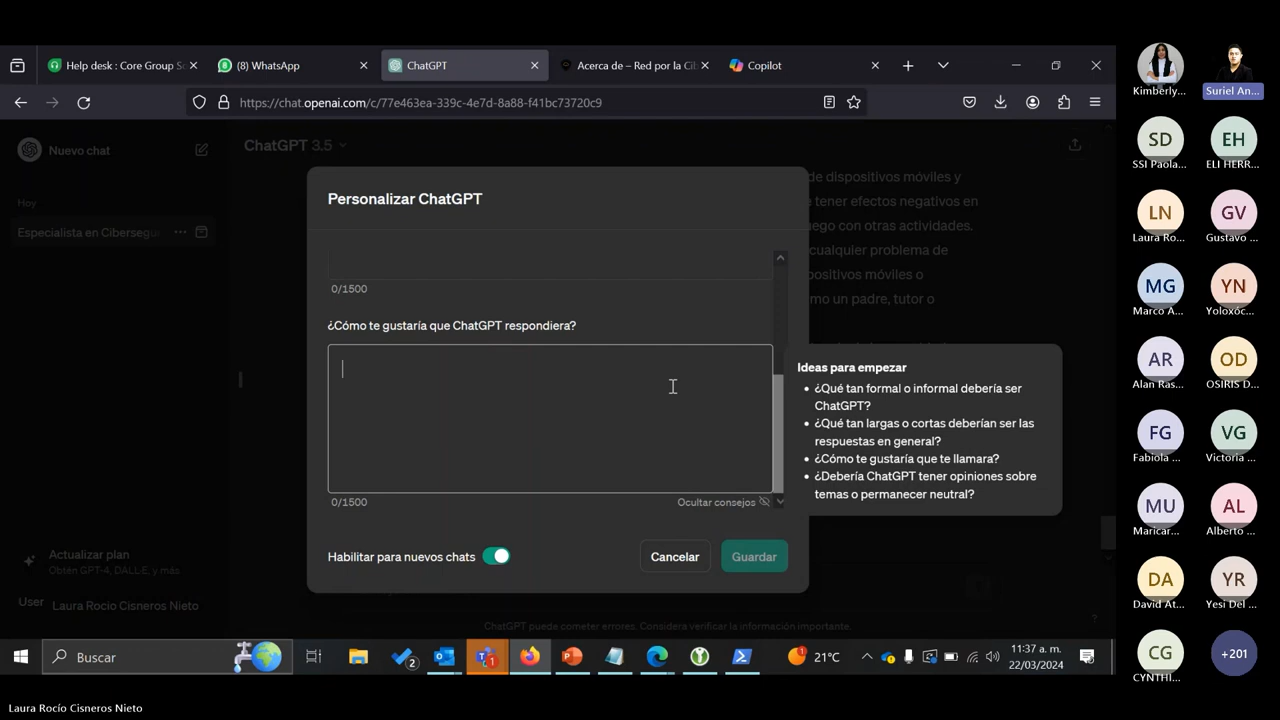 Help desk : Core Group So
(8) WhatsApp
ChatGPT
Acerca de – Red por la Cib
Copilot
https://chat.openai.com/c/77e463ea-339c-4e7d-8a88-f41bc73720c9
Nuevo chat
ChatGPT 3.5
Hoy
Especialista en Cibersegu
de dispositivos móviles y
tener efectos negativos en
uego con otras actividades.
cualquier problema de
positivos móviles o
mo un padre, tutor o
Personalizar ChatGPT
0/1500
¿Cómo te gustaría que ChatGPT respondiera?
0/1500
Ocultar consejos
Ideas para empezar
¿Qué tan formal o informal debería ser
ChatGPT?
¿Qué tan largas o cortas deberían ser las
respuestas en general?
¿Cómo te gustaría que te llamara?
¿Debería ChatGPT tener opiniones sobre
temas o permanecer neutral?
Habilitar para nuevos chats
Cancelar
Guardar
Actualizar plan
Obtén GPT-4, DALL·E, y más
User
Laura Rocio Cisneros Nieto
ChatGPT puede cometer errores. Considera verificar la información importante.
Buscar
2
1
1
21°C
11:37 a. m.
22/03/2024
Laura Rocío Cisneros Nieto
Kimberly...
Suriel An...
SD
SSI Paola...
EH
ELI HERR...
LN
Laura Ro...
GV
Gustavo ...
MG
Marco A...
YN
Yoloxóc...
AR
Alan Ras...
OD
OSIRIS D...
FG
Fabiola ...
VG
Victoria ...
MU
Maricar...
AL
Alberto ...
DA
David At...
YR
Yesi Del ...
CG
CYNTHI...
+201